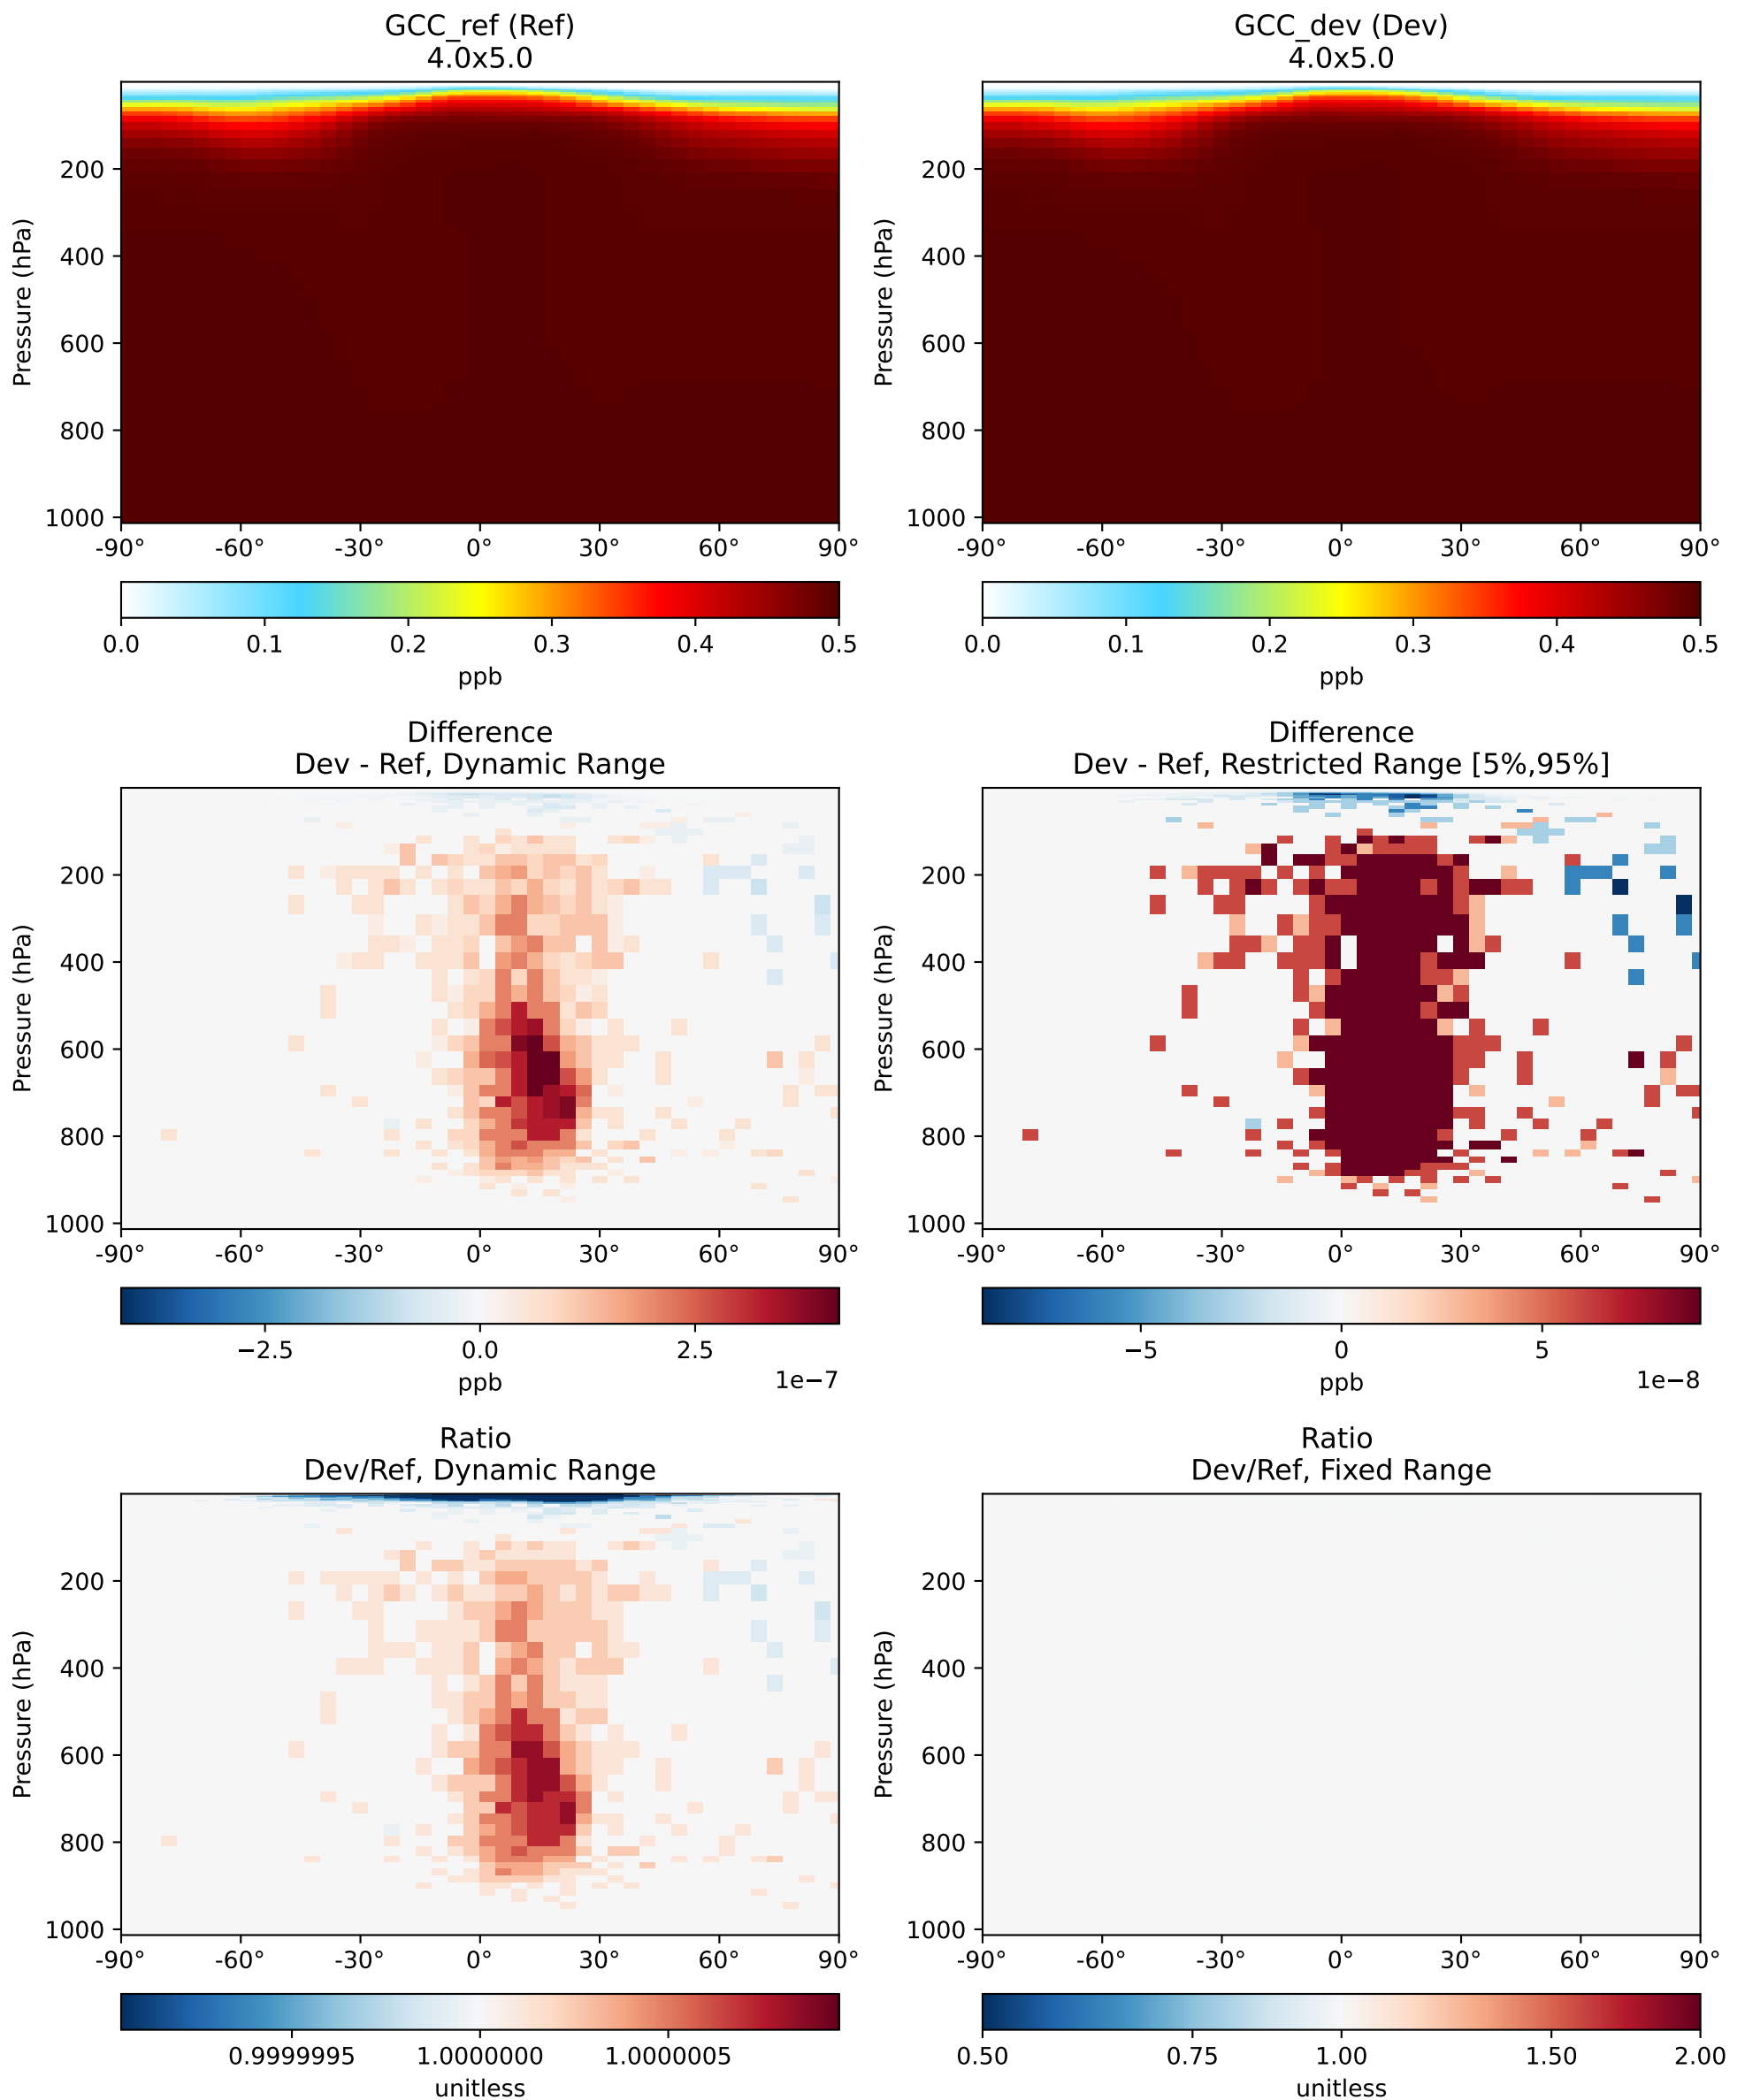 GCC_ref (Ref)
4.0x5.0
GCC_dev (Dev)
4.0x5.0
Pressure (hPa)
200
400
600
800
1000
-90° -60° -30° 0° 30° 60° 90°
0.0 0.1 0.2 0.3 0.4 0.5
ppb
Pressure (hPa)
200
400
600
800
1000
-90° -60° -30° 0° 30° 60° 90°
0.0 0.1 0.2 0.3 0.4 0.5
ppb
Difference
Dev - Ref, Dynamic Range
Pressure (hPa)
200
400
600
800
1000
-90° -60° -30° 0° 30° 60° 90°
−2.5 0.0 2.5
ppb
1e−7
Difference
Dev - Ref, Restricted Range [5%,95%]
Pressure (hPa)
200
400
600
800
1000
-90° -60° -30° 0° 30° 60° 90°
−5 0 5
ppb
1e−8
Ratio
Dev/Ref, Dynamic Range
Pressure (hPa)
200
400
600
800
1000
-90° -60° -30° 0° 30° 60° 90°
0.9999995 1.0000000 1.0000005
unitless
Ratio
Dev/Ref, Fixed Range
Pressure (hPa)
200
400
600
800
1000
-90° -60° -30° 0° 30° 60° 90°
0.50 0.75 1.00 1.50 2.00
unitless